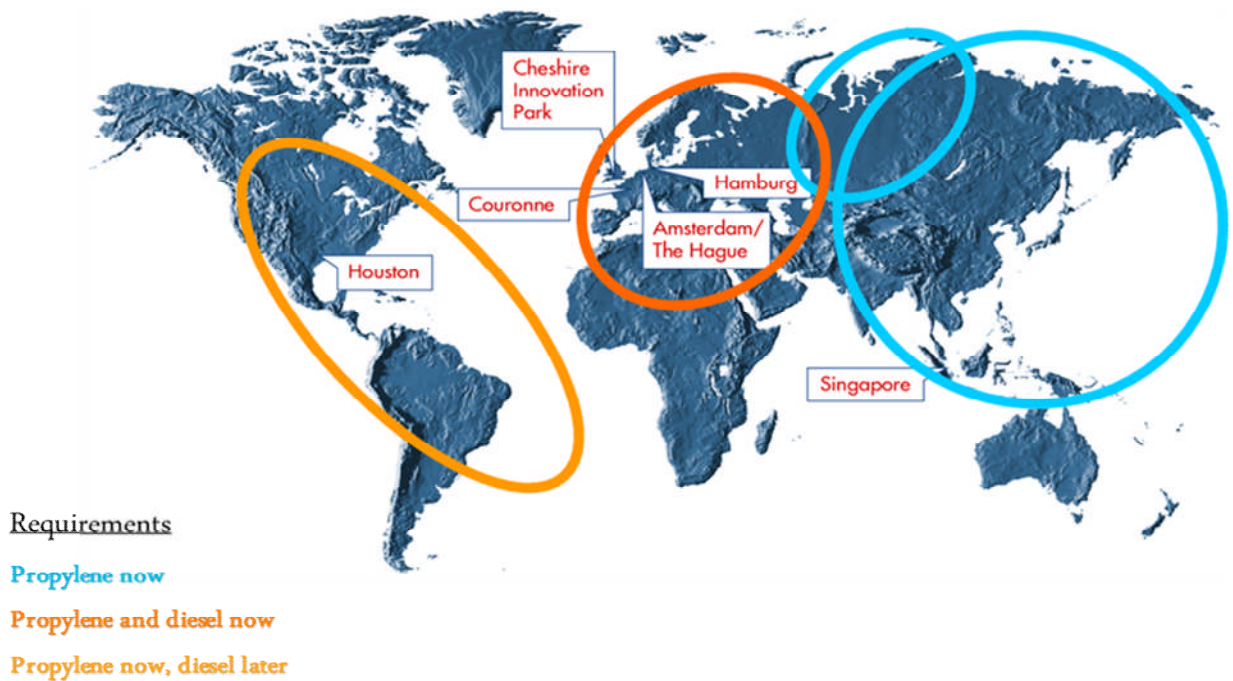 Cheshire
Innovation
Park
Hamburg
Couronne
Amsterdam/
The Hague
Houston
Singapore
Requirements
Propylene now
Propylene and diesel now
Propylene now, diesel later